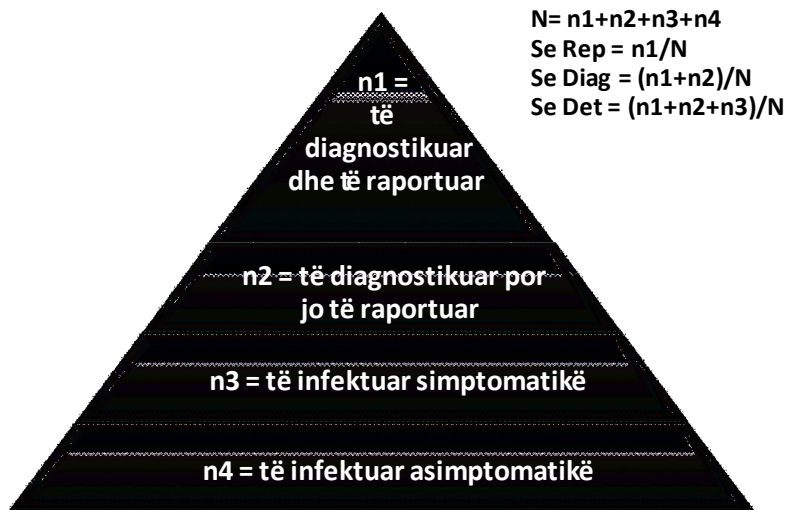 N= n1+n2+n3+n4
Se Rep = n1/N
Se Diag = (n1+n2)/N
Se Det = (n1+n2+n3)/N
n1 =
të
diagnostikuar
dhe të raportuar
n2 = të diagnostikuar por
jo të raportuar
n3 = të infektuar simptomatikë
n4 = të infektuar asimptomatikë